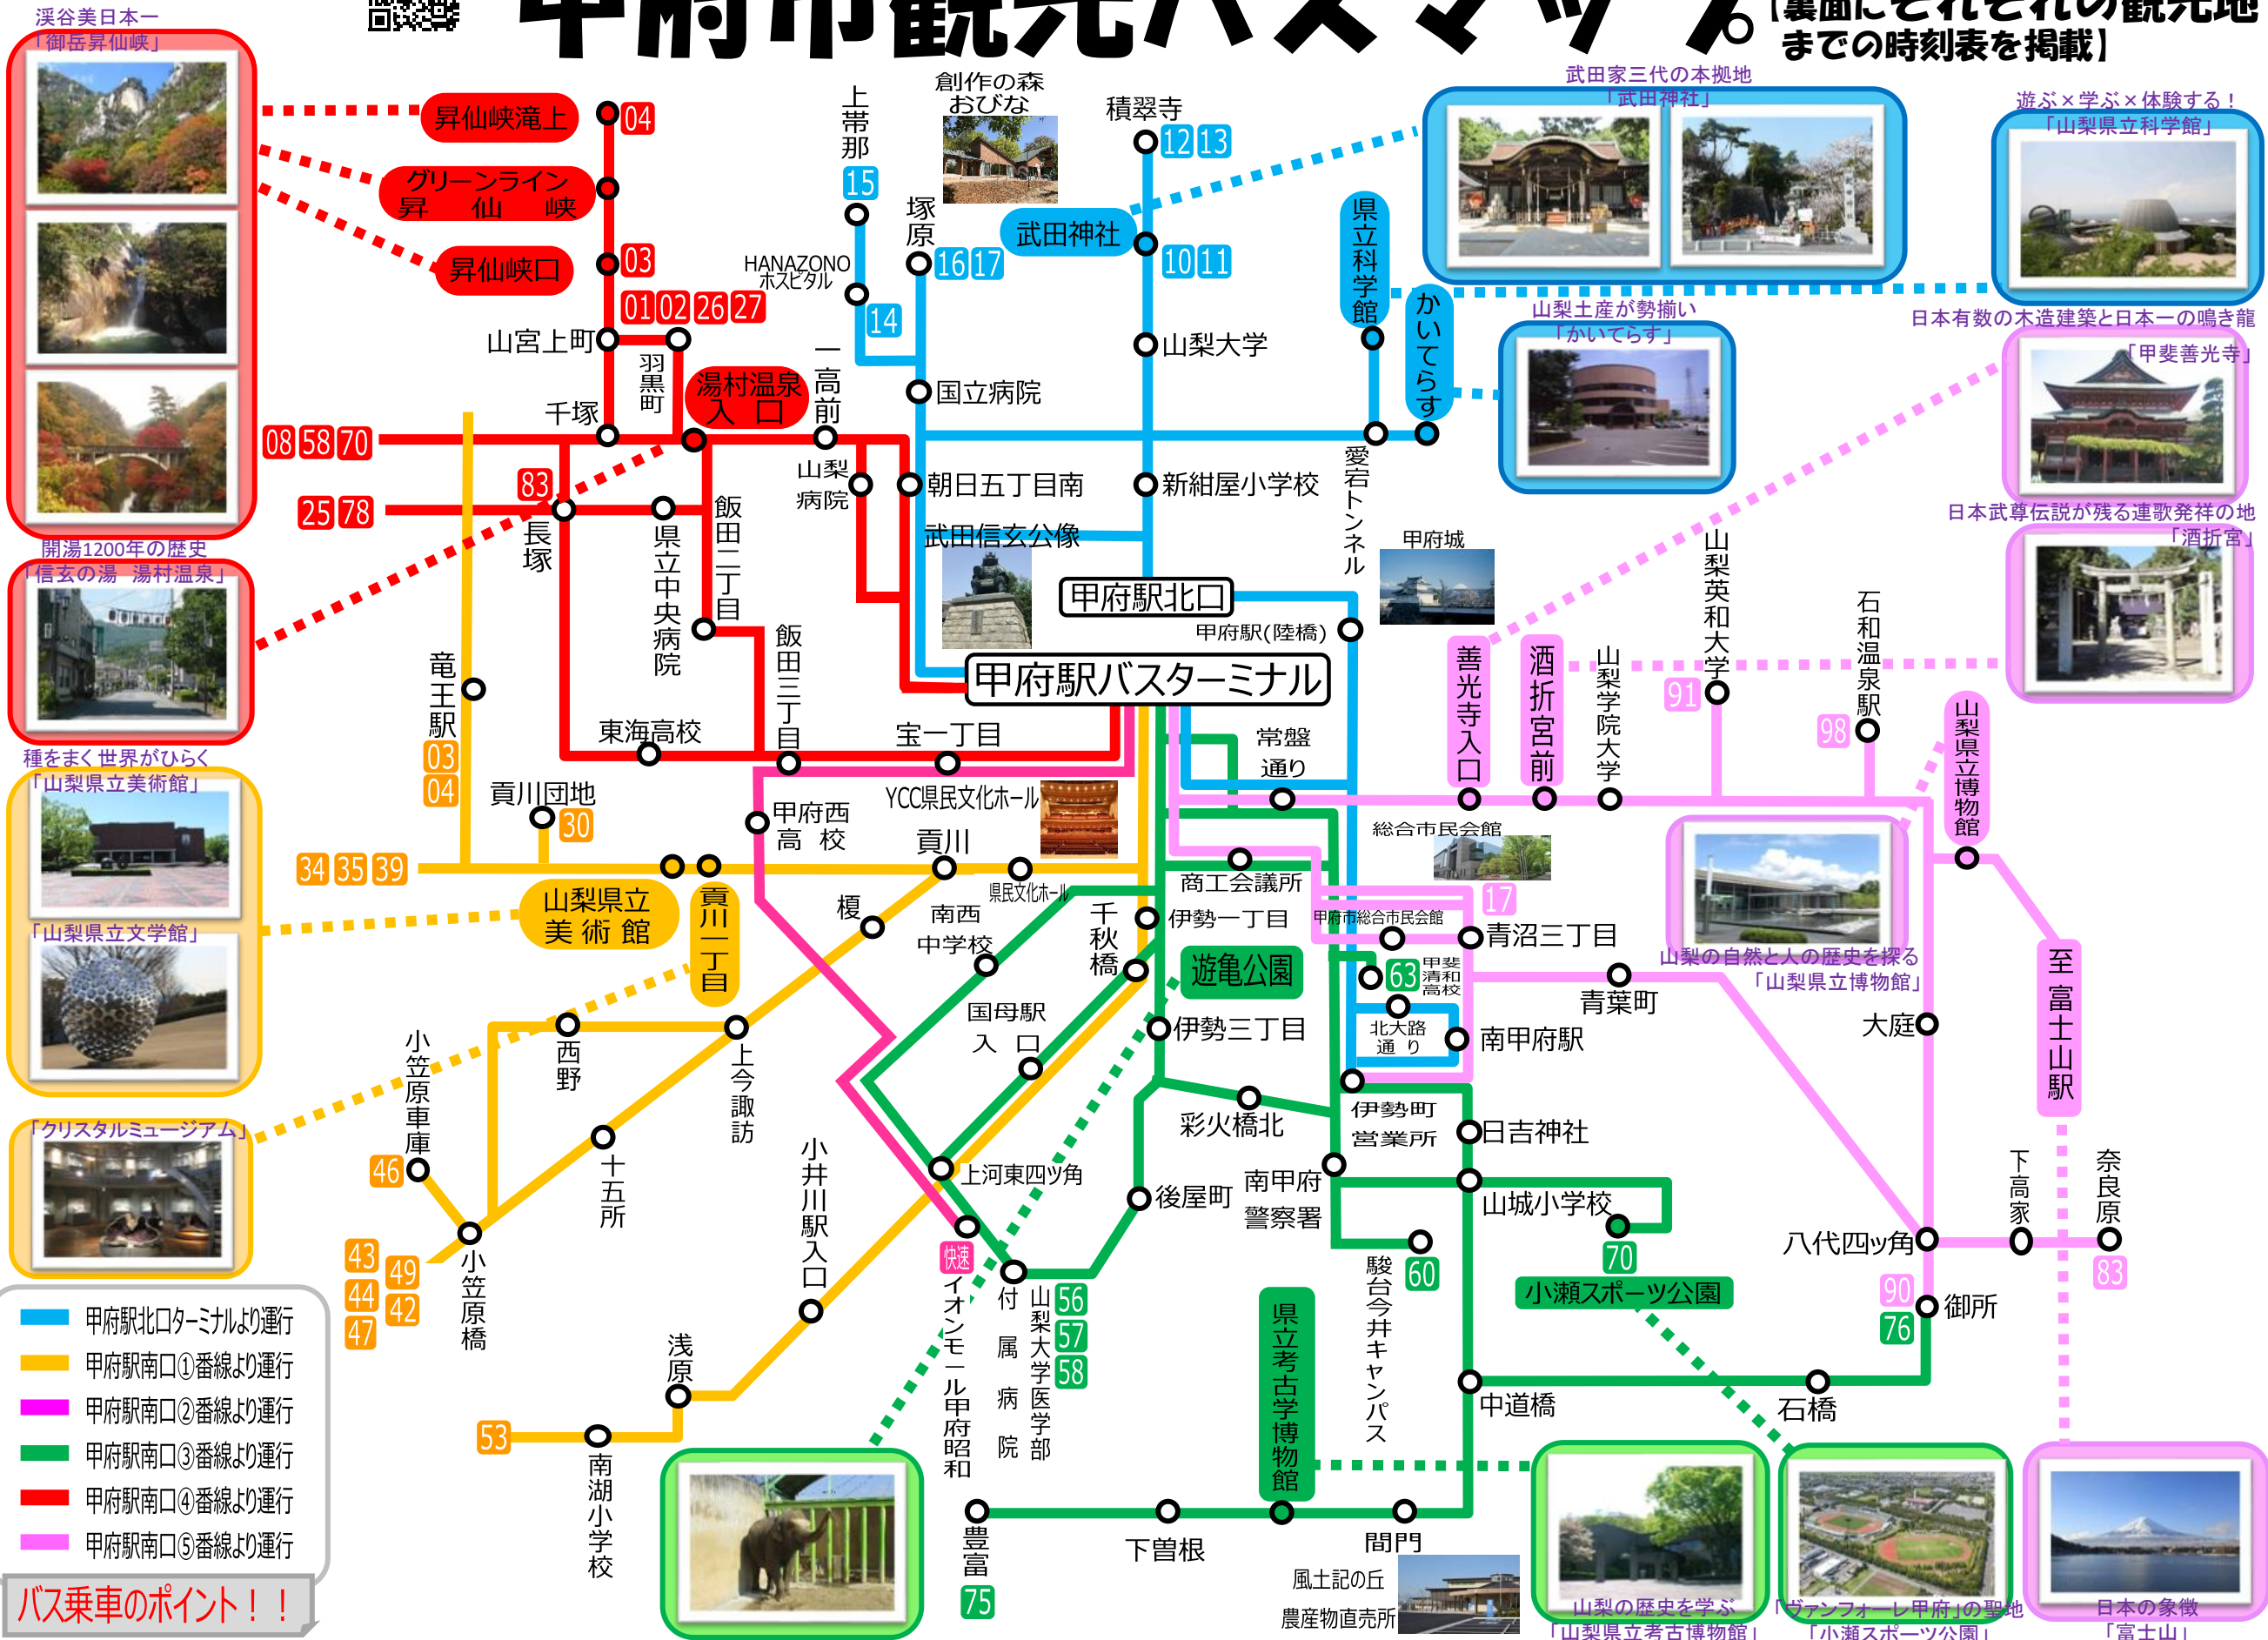 甲府市観光バスマップ
【裏面にそれぞれの観光地
までの時刻表を掲載】
渓谷美日本一
「御岳昇仙峡」
昇仙峡滝上
04
グリーンライン
昇仙峡
昇仙峡口
03
01 02 26 27
山宮上町
羽黒町
千塚
湯村温泉
入口
一高前
08 58 70
25 78
83
長塚
県立中央病院
飯田二丁目
山梨
病院
朝日五丁目南
飯田三丁目
東海高校
宝一丁目
開湯1200年の歴史
「信玄の湯 湯村温泉」
上帯那
15
HANAZONO
ホスピタル
14
塚原
16 17
国立病院
創作の森
おびな
積翠寺
12 13
武田神社
10 11
山梨大学
新紺屋小学校
武田信玄公像
県立科学館
かいてらす
愛宕トンネル
武田家三代の本拠地
「武田神社」
遊ぶ×学ぶ×体験する！
「山梨県立科学館」
山梨土産が勢揃い
「かいてらす」
日本有数の木造建築と日本一の鳴き龍
「甲斐善光寺」
日本武尊伝説が残る連歌発祥の地
「酒折宮」
甲府城
甲府駅北口
甲府駅(陸橋)
甲府駅バスターミナル
常盤
通り
善光寺入口
酒折宮前
山梨学院大学
山梨英和大学
91
石和温泉駅
98
山梨県立博物館
種をまく世界がひらく
「山梨県立美術館」
「山梨県立文学館」
「クリスタルミュージアム」
竜王駅
03
04
貢川団地
30
34 35 39
山梨県立
美術館
貢川一丁目
甲府西
高校
YCC県民文化ホール
貢川
県民文化ホール
榎
南西
中学校
千秋橋
国母駅
入口
上今諏訪
西野
十五所
小笠原車庫
46
小笠原橋
43
44
47
49
42
小井川駅入口
浅原
53
南湖小学校
上河東四ツ角
快速
イオンモール甲府昭和
山梨大学医学部
付属病院
56
57
58
後屋町
商工会議所
伊勢一丁目
遊亀公園
伊勢三丁目
彩火橋北
総合市民会館
17
甲府市総合市民会館
青沼三丁目
63
甲斐
清和
高校
北大路
通り
南甲府駅
伊勢町
営業所
青葉町
山梨の自然と人の歴史を探る
「山梨県立博物館」
大庭
至富士山駅
日吉神社
南甲府
警察署
山城小学校
70
小瀬スポーツ公園
駿台今井キャンパス
60
八代四ッ角
下高家
奈良原
83
90
76
御所
中道橋
石橋
県立考古学博物館
豊富
75
下曽根
間門
風土記の丘
農産物直売所
山梨の歴史を学ぶ
「山梨県立考古博物館」
「ヴァンフォーレ甲府」の聖地
「小瀬スポーツ公園」
日本の象徴
「富士山」
甲府駅北口ターミナルより運行
甲府駅南口①番線より運行
甲府駅南口②番線より運行
甲府駅南口③番線より運行
甲府駅南口④番線より運行
甲府駅南口⑤番線より運行
バス乗車のポイント！！